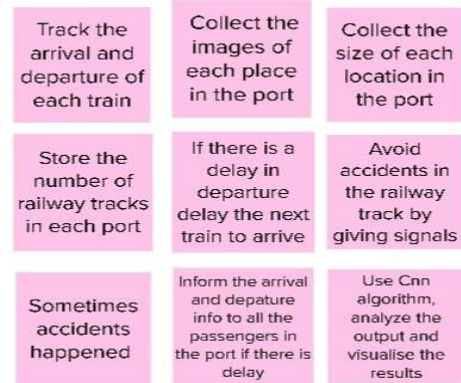 Track the
arrival and
departure of
each train
Collect the
images of
each place
in the port
Collect the
size of each
location in
the port
Store the
number of
railway tracks
in each port
If there is a
delay in
departure
delay the next
train to arrive
Avoid
accidents in
the railway
track by
giving signals
Sometimes
accidents
happened
Inform the arrival
and depature
info to all the
passengers in
the port if there is
delay
Use Cnn
algorithm,
analyze the
output and
visualise the
results